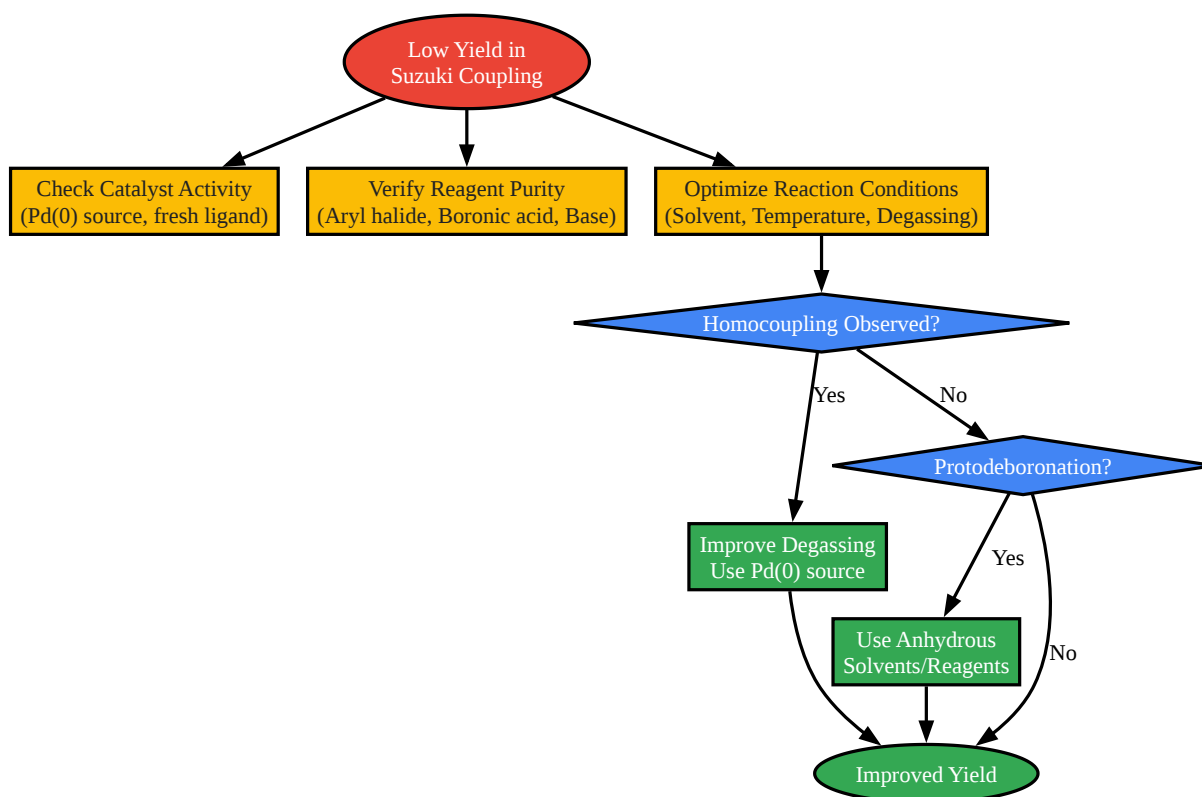 Low Yield in
Suzuki Coupling
Check Catalyst Activity
(Pd(0) source, fresh ligand)
Verify Reagent Purity
(Aryl halide, Boronic acid, Base)
Optimize Reaction Conditions
(Solvent, Temperature, Degassing)
Homocoupling Observed?
Yes
No
Protodeboronation?
Improve Degassing
Use Pd(0) source
Yes
Use Anhydrous
Solvents/Reagents
No
Improved Yield